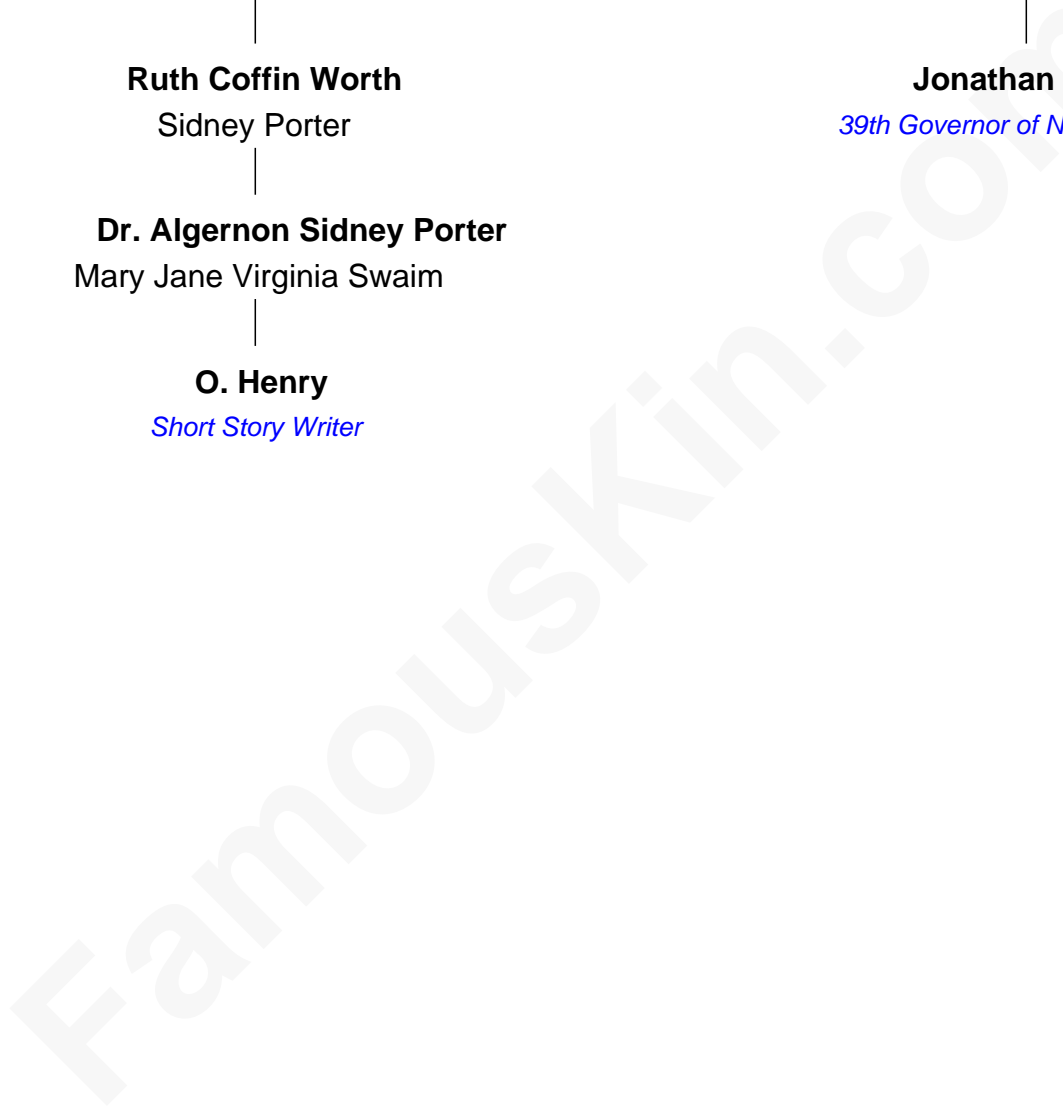 Ruth Coffin Worth
Sidney Porter
Dr. Algernon Sidney Porter
Mary Jane Virginia Swaim
O. Henry
Short Story Writer
Jonathan
39th Governor of N
FamousKin.com